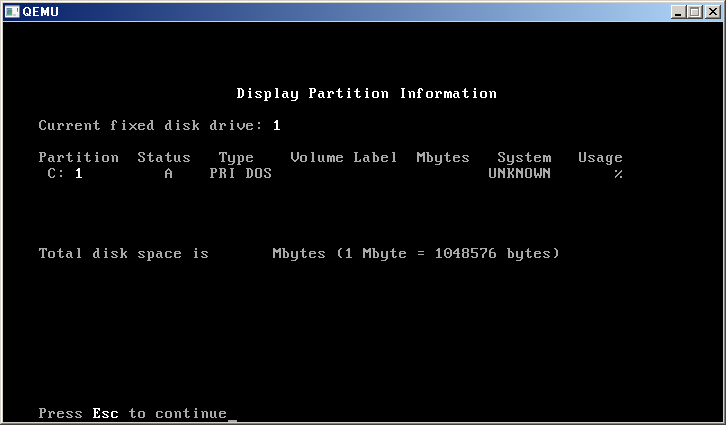 QEMU
Display Partition Information
Current fixed disk drive: 1
Partition  Status   Type    Volume Label  Mbytes   System   Usage
 C: 1         A    PRI DOS                        UNKNOWN       %
Total disk space is       Mbytes (1 Mbyte = 1048576 bytes)
Press Esc to continue_